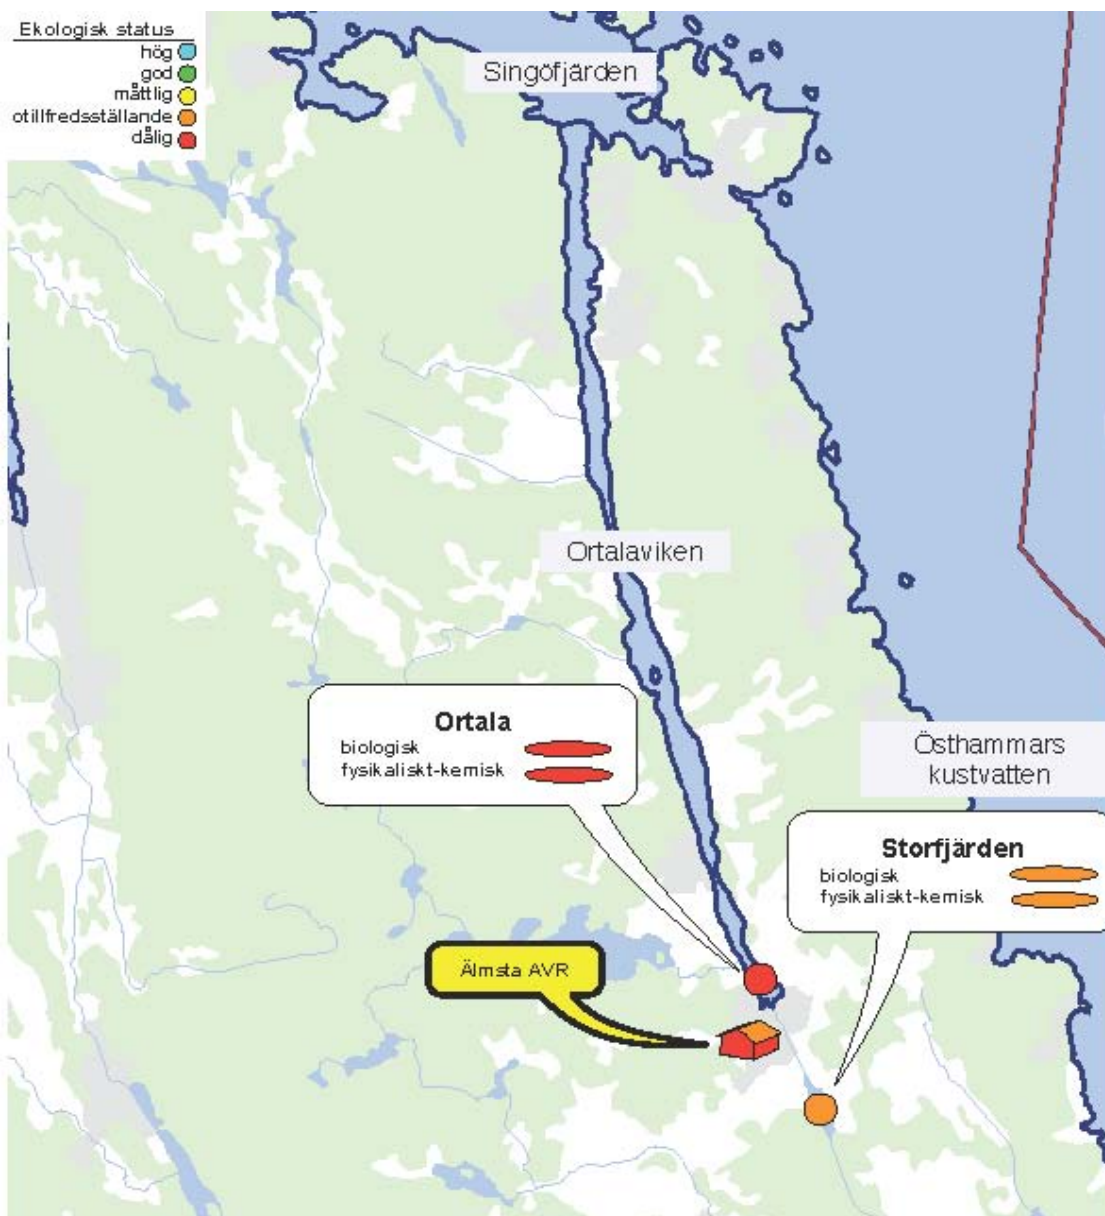 Ekologisk status
hög
god
måttlig
otillfredsställande
dålig
Singöfjärden
Ortalaviken
Ortala
biologisk
fysikaliskt-kemisk
Östhammars
kustvatten
Storfjärden
biologisk
fysikaliskt-kemisk
Älmsta AVR